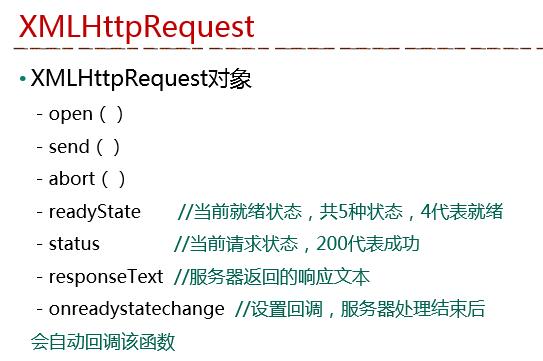 XMLHttpRequest
• XMLHttpRequest对象
- open ( )
- send ( )
- abort ( )
- readyState //当前就绪状态，共5种状态，4代表就绪
- status //当前请求状态，200代表成功
- responseText //服务器返回的响应文本
- onreadystatechange //设置回调，服务器处理结束后
会自动回调该函数